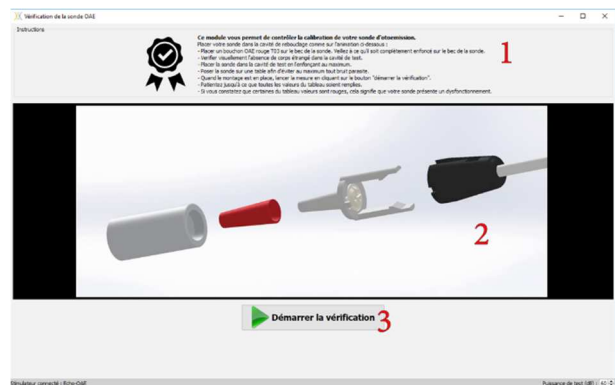 Vérification de la sonde OAE
Instructions
Ce module vous permet de contrôler la calibration de votre sonde d'otoemission.
Placer votre sonde dans la cavité de rebouclage comme sur l'animation ci-dessous :
- Placer un bouchon OAE rouge T03 sur le bec de la sonde. Veillez à ce qu'il soit complètement enfoncé sur le bec de la sonde.
- Verifier visuellement l'absence de corps étrangé dans la cavité de test.
- Placer la sonde dans la cavité de test en l'enfonçant au maximum.
- Poser la sonde sur une table afin d'éviter au maximum tout bruit parasite.
- Quand le montage est en place, lancer la mesure en cliquant sur le bouton "démarrer la vérification".
- Patientez jusqu'à ce que toutes les valeurs du tableau soient remplies.
- Si vous constatez que certaines du tableau valeurs sont rouges, cela signifie que votre sonde présente un dysfonctionnement.
1
2
Démarrer la vérification
3
Stimulateur connecté : Echo-OAE
Puissance de test (dB) : 60